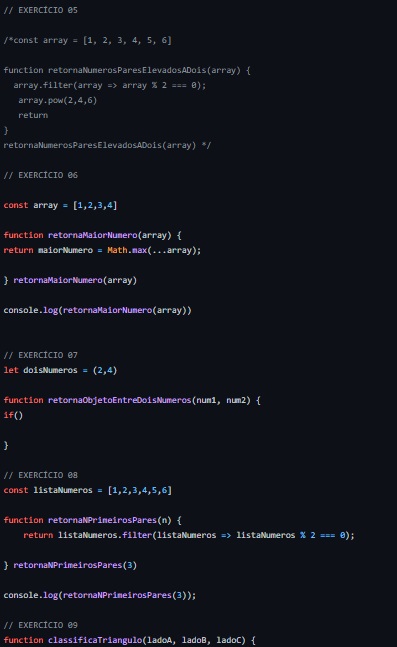 // EXERCÍCIO 05
/*const array = [1, 2, 3, 4, 5, 6]
function retornaNumerosParesElevadosADois(array) {
array.filter(array => array % 2 === 0);
array.pow(2,4,6)
return
}
retornaNumerosParesElevadosADois(array) */
// EXERCÍCIO 06
const array = [1,2,3,4]
function retornaMaiorNumero(array) {
return maiorNumero = Math.max(...array);
} retornaMaiorNumero(array)
console.log(retornaMaiorNumero(array))
// EXERCÍCIO 07
let doisNumeros = (2,4)
function retornaObjetoEntreDoisNumeros(num1, num2) {
if()
}
// EXERCÍCIO 08
const listaNumeros = [1,2,3,4,5,6]
function retornaNPrimeirosPares(n) {
return listaNumeros.filter(listaNumeros => listaNumeros % 2 === 0);
} retornaNPrimeirosPares(3)
console.log(retornaNPrimeirosPares(3));
// EXERCÍCIO 09
function classificaTriangulo(ladoA, ladoB, ladoC) {